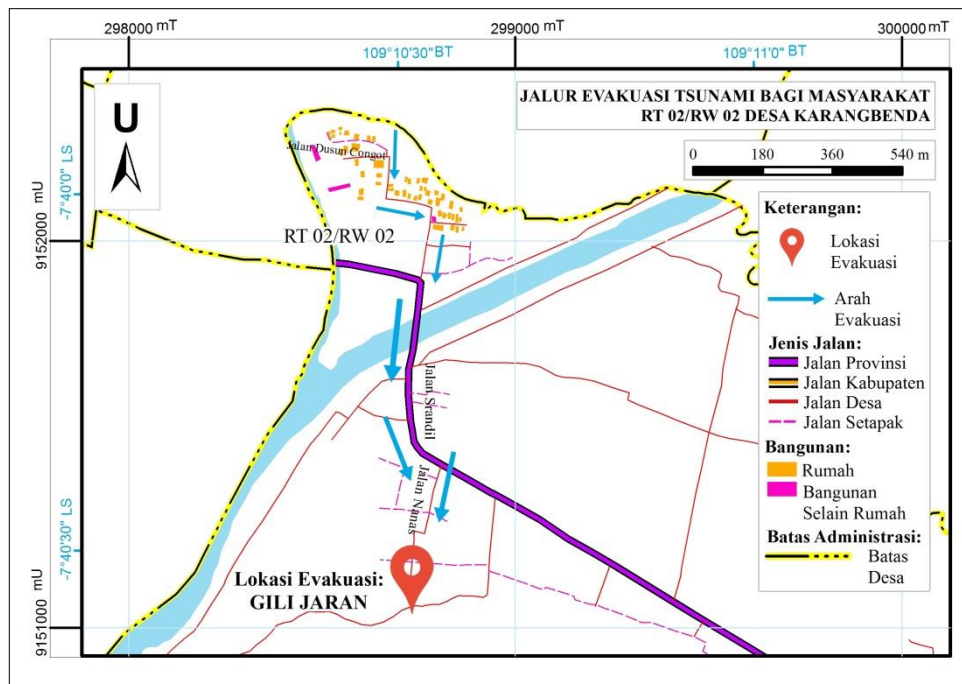 298000 mT
299000 mT
300000 mT
109°10'30" BT
109°11'0" BT
U
JALUR EVAKUASI TSUNAMI BAGI MASYARAKAT
RT 02/RW 02 DESA KARANGBENDA
0 180 360 540 m
-7°40'0" LS
9152000 mU
Jalan Dusun Congot
RT 02/RW 02
Jalan Srandil
Jalan Nanas
-7°40'30" LS
9151000 mU
Lokasi Evakuasi:
GILI JARAN
Keterangan:
Lokasi
Evakuasi
Arah
Evakuasi
Jenis Jalan:
Jalan Provinsi
Jalan Kabupaten
Jalan Desa
Jalan Setapak
Bangunan:
Rumah
Bangunan
Selain Rumah
Batas Administrasi:
Batas
Desa